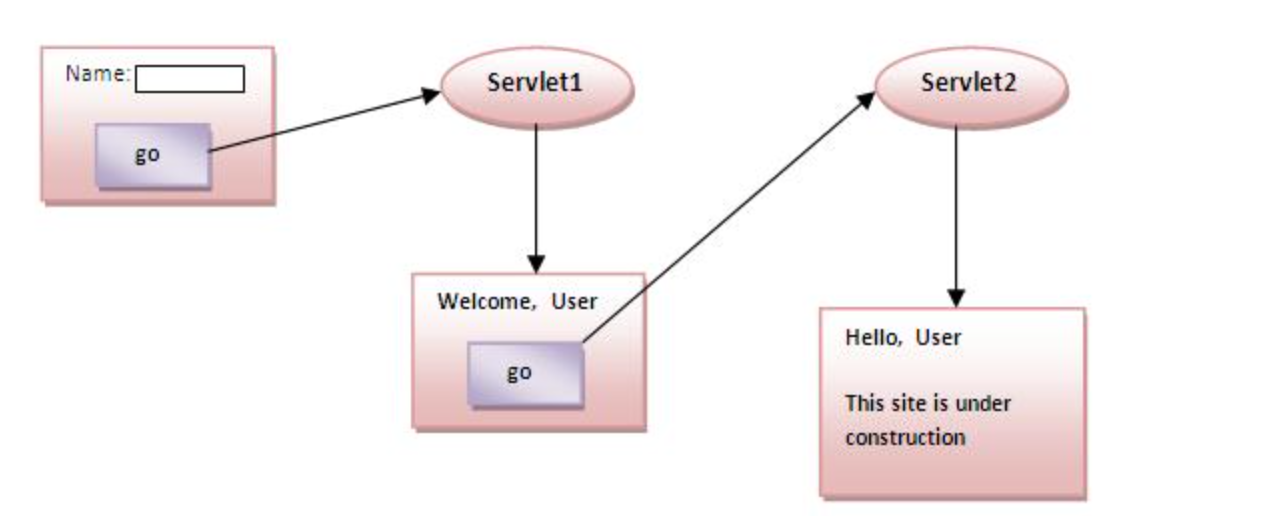 Name:
go
Servlet1
Welcome, User
go
Servlet2
Hello, User
This site is under
construction